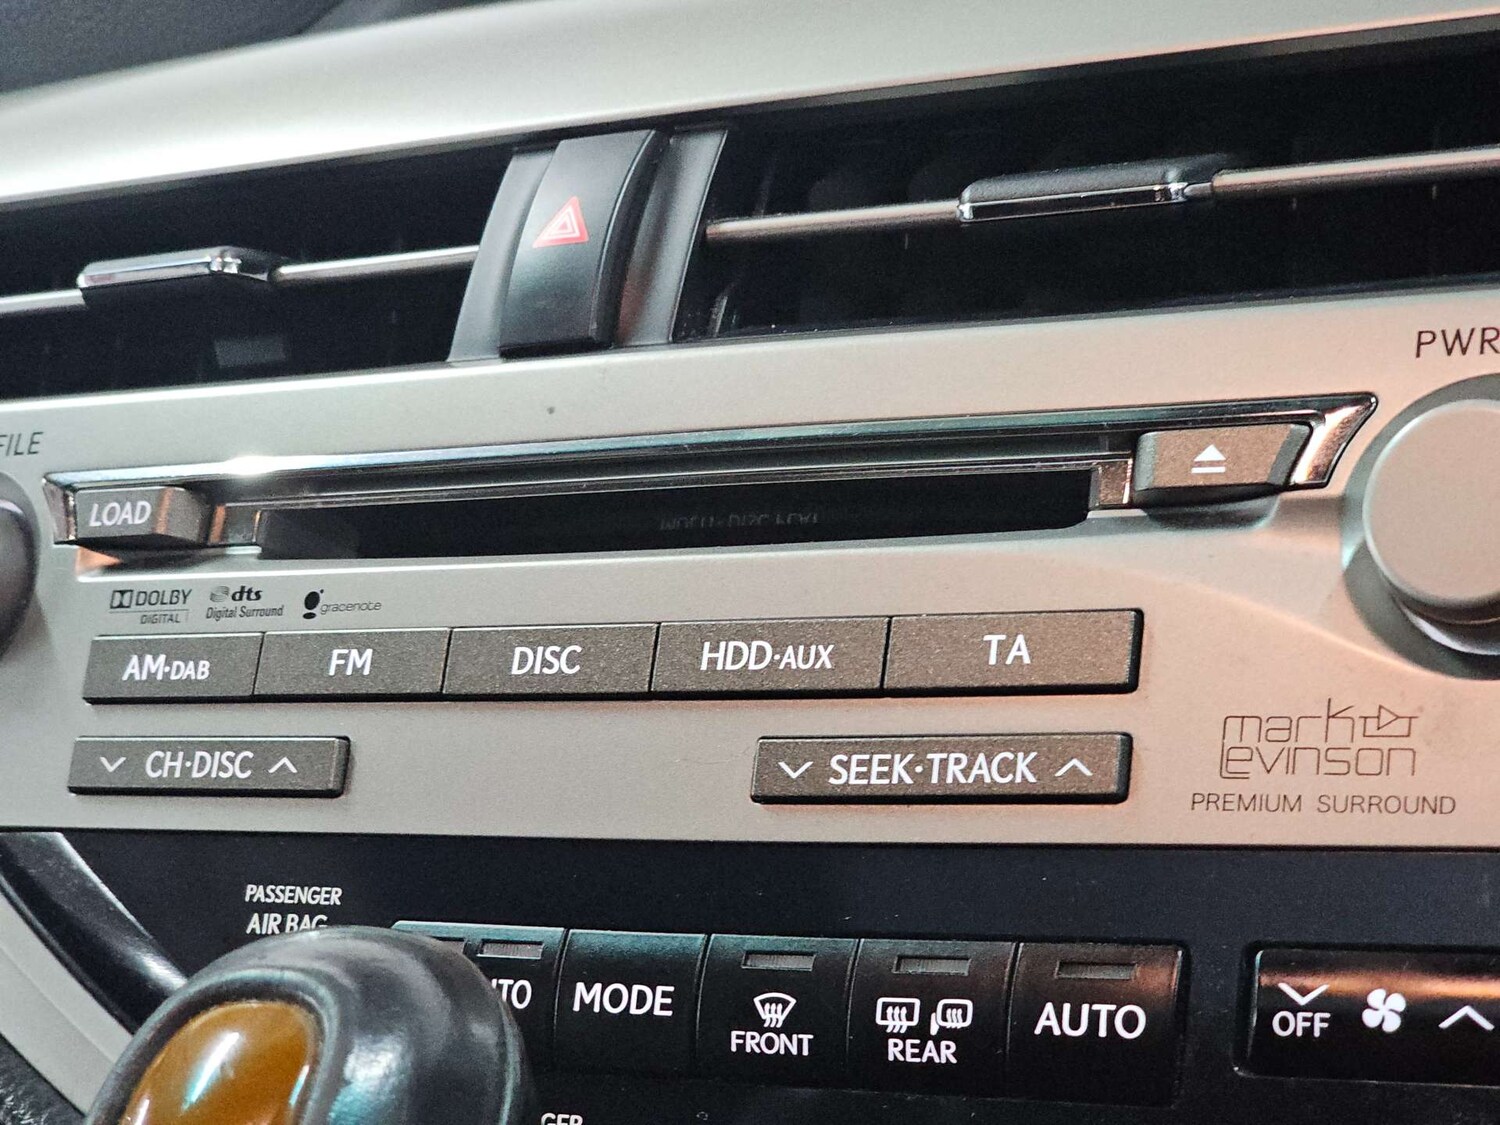 PWR
FILE
LOAD
DOLBY
DIGITAL
dts
Digital Surround
gracenote
AM·DAB
FM
DISC
HDD·AUX
TA
CH·DISC
SEEK·TRACK
mark
Levinson
PREMIUM SURROUND
PASSENGER
AIR BAG
MODE
FRONT
REAR
AUTO
OFF